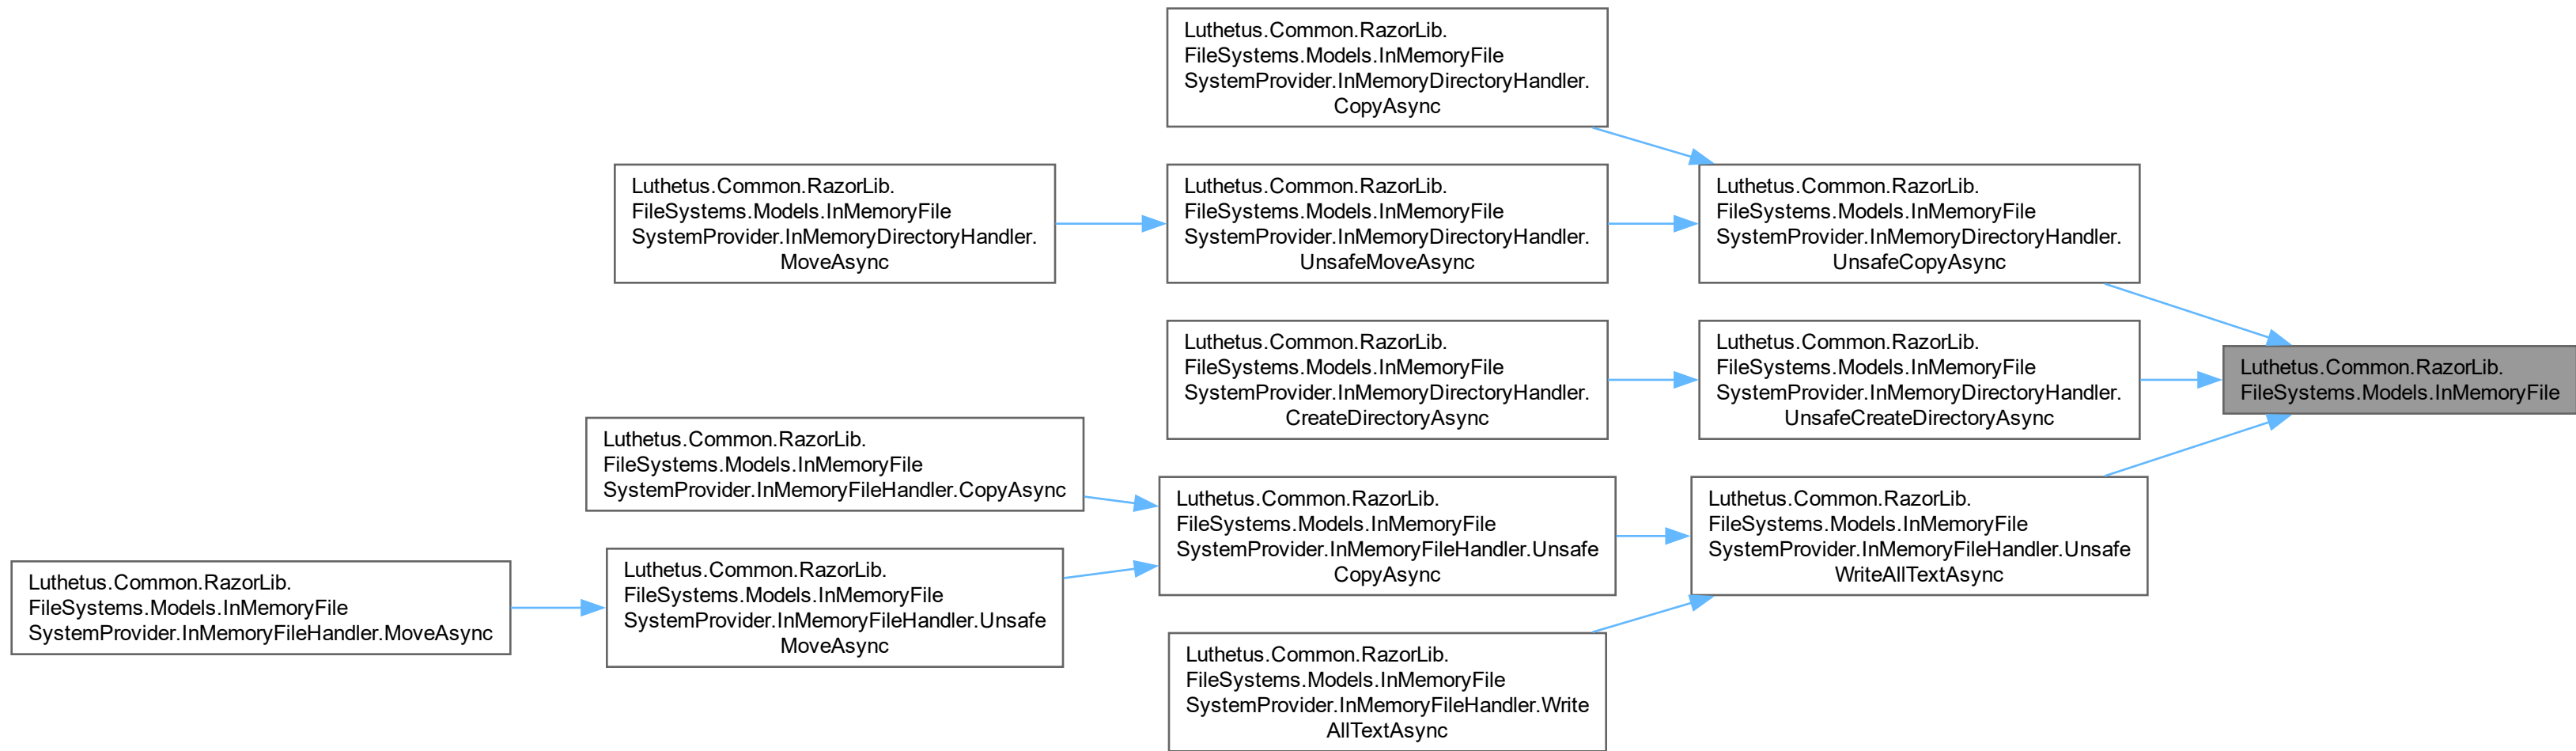 Luthetus.Common.RazorLib.
FileSystems.Models.InMemoryFile
SystemProvider.InMemoryDirectoryHandler.
CopyAsync
Luthetus.Common.RazorLib.
FileSystems.Models.InMemoryFile
SystemProvider.InMemoryDirectoryHandler.
MoveAsync
Luthetus.Common.RazorLib.
FileSystems.Models.InMemoryFile
SystemProvider.InMemoryDirectoryHandler.
UnsafeMoveAsync
Luthetus.Common.RazorLib.
FileSystems.Models.InMemoryFile
SystemProvider.InMemoryDirectoryHandler.
UnsafeCopyAsync
Luthetus.Common.RazorLib.
FileSystems.Models.InMemoryFile
SystemProvider.InMemoryDirectoryHandler.
CreateDirectoryAsync
Luthetus.Common.RazorLib.
FileSystems.Models.InMemoryFile
SystemProvider.InMemoryDirectoryHandler.
UnsafeCreateDirectoryAsync
Luthetus.Common.RazorLib.
FileSystems.Models.InMemoryFile
Luthetus.Common.RazorLib.
FileSystems.Models.InMemoryFile
SystemProvider.InMemoryFileHandler.CopyAsync
Luthetus.Common.RazorLib.
FileSystems.Models.InMemoryFile
SystemProvider.InMemoryFileHandler.Unsafe
CopyAsync
Luthetus.Common.RazorLib.
FileSystems.Models.InMemoryFile
SystemProvider.InMemoryFileHandler.Unsafe
WriteAllTextAsync
Luthetus.Common.RazorLib.
FileSystems.Models.InMemoryFile
SystemProvider.InMemoryFileHandler.MoveAsync
Luthetus.Common.RazorLib.
FileSystems.Models.InMemoryFile
SystemProvider.InMemoryFileHandler.Unsafe
MoveAsync
Luthetus.Common.RazorLib.
FileSystems.Models.InMemoryFile
SystemProvider.InMemoryFileHandler.Write
AllTextAsync